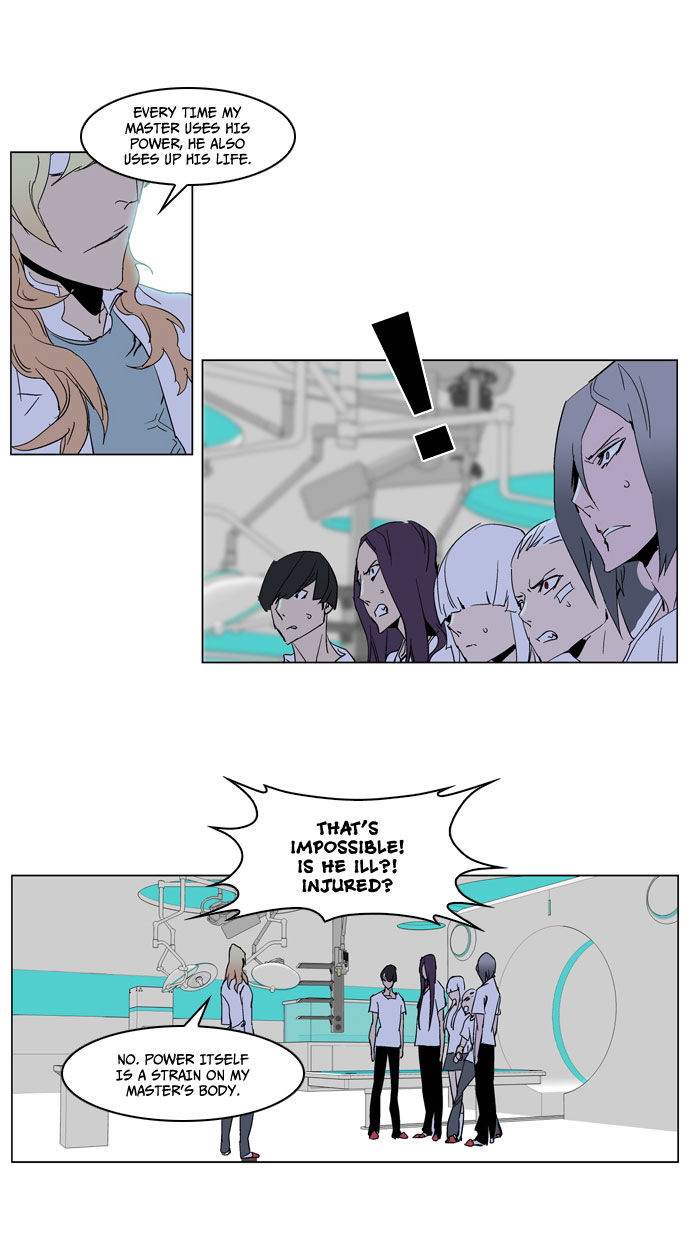 EVERY TIME MY
MASTER USES HIS
POWER, HE ALSO
USES UP HIS LIFE.
!
THAT'S
IMPOSSIBLE!
IS HE ILL?!
INJURED?
NO. POWER ITSELF
IS A STRAIN ON MY
MASTER'S BODY.